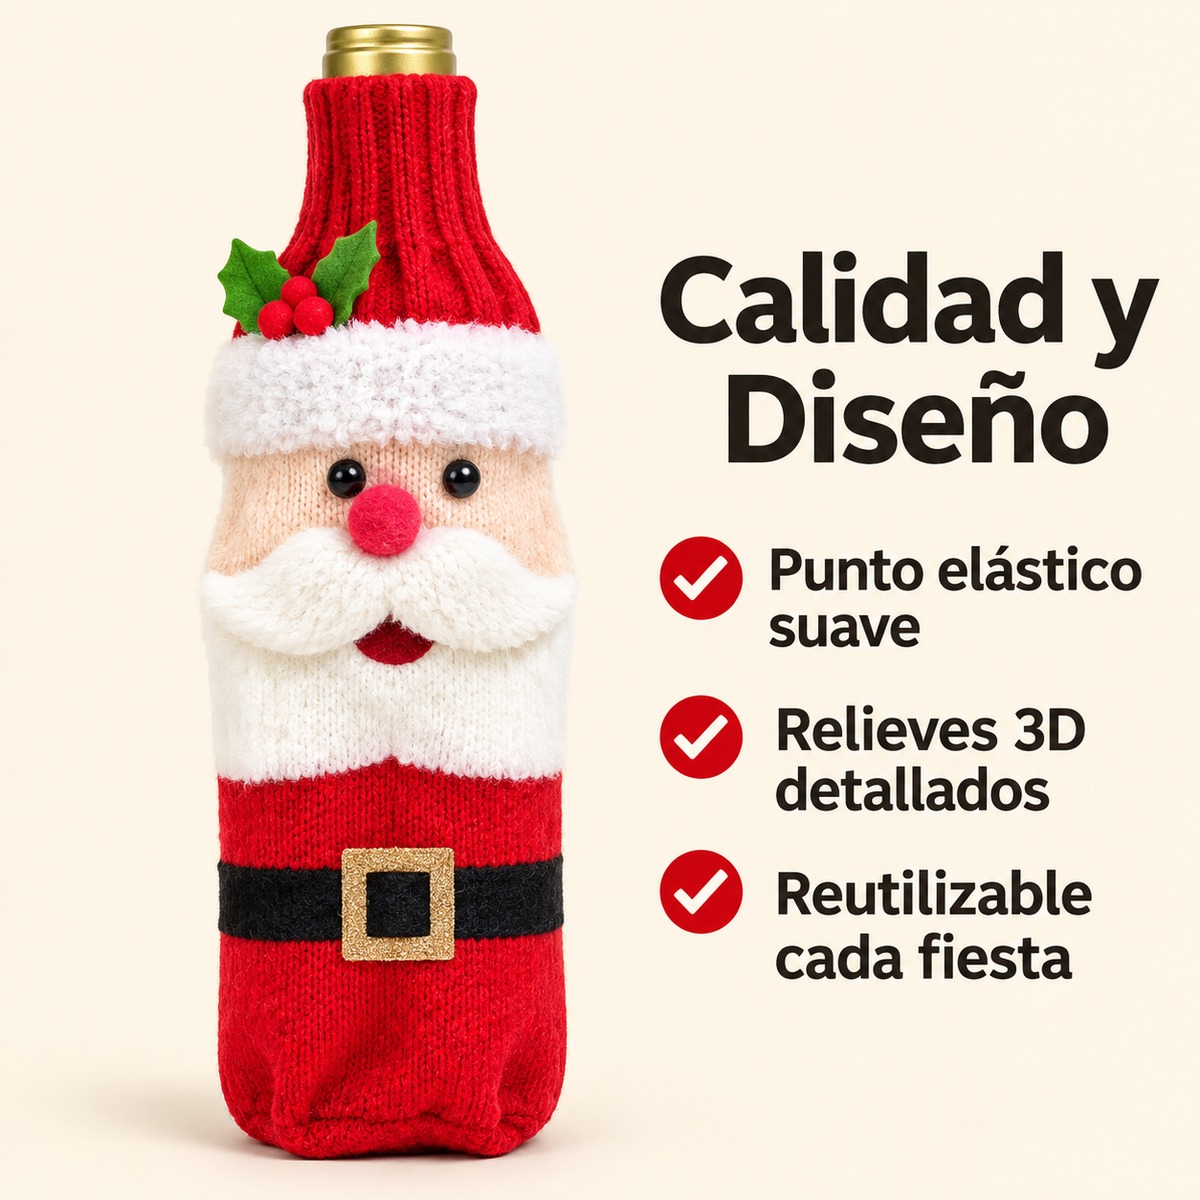 Calidad y
Diseño
Punto elástico
suave
Relieves 3D
detallados
Reutilizable
cada fiesta